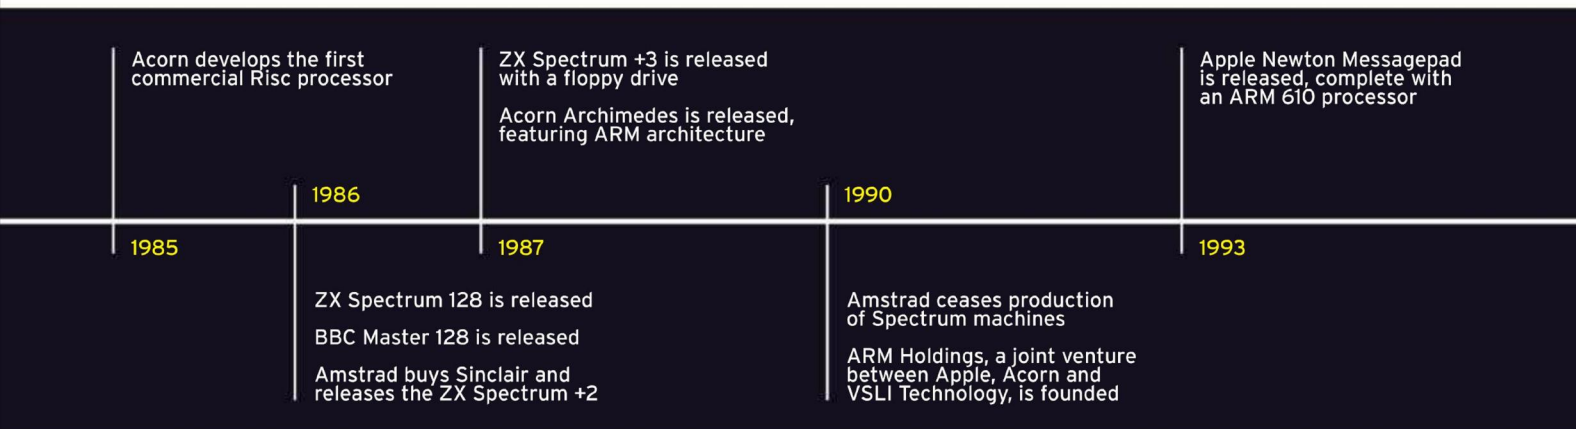 Acorn develops the first
commercial Risc processor
1985
1986
ZX Spectrum 128 is released
BBC Master 128 is released
Amstrad buys Sinclair and
releases the ZX Spectrum +2
ZX Spectrum +3 is released
with a floppy drive
Acorn Archimedes is released,
featuring ARM architecture
1987
1990
Amstrad ceases production
of Spectrum machines
ARM Holdings, a joint venture
between Apple, Acorn and
VSLI Technology, is founded
Apple Newton Messagepad
is released, complete with
an ARM 610 processor
1993